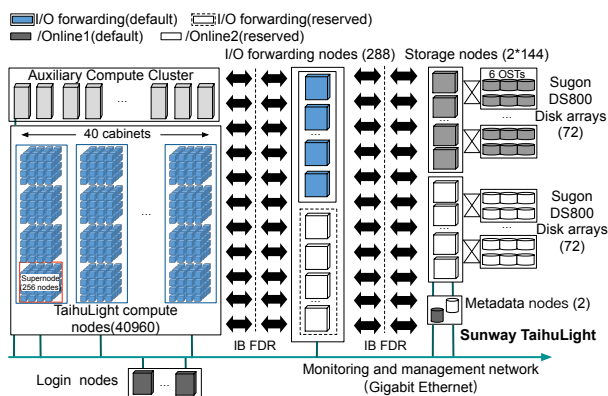 I/O forwarding(default)
I/O forwarding(reserved)
/Online1(default)
/Online2(reserved)
I/O forwarding nodes (288)
Storage nodes (2*144)
Auxiliary Compute Cluster
...
40 cabinets
...
Supernode
(256 nodes)
TaihuLight compute
nodes(40960)
...
...
IB FDR
IB FDR
...
...
6 OSTs
...
...
Sugon
DS800
Disk arrays
(72)
Sugon
DS800
Disk arrays
(72)
Metadata nodes (2)
Sunway TaihuLight
Login nodes
...
Monitoring and management network
(Gigabit Ethernet)